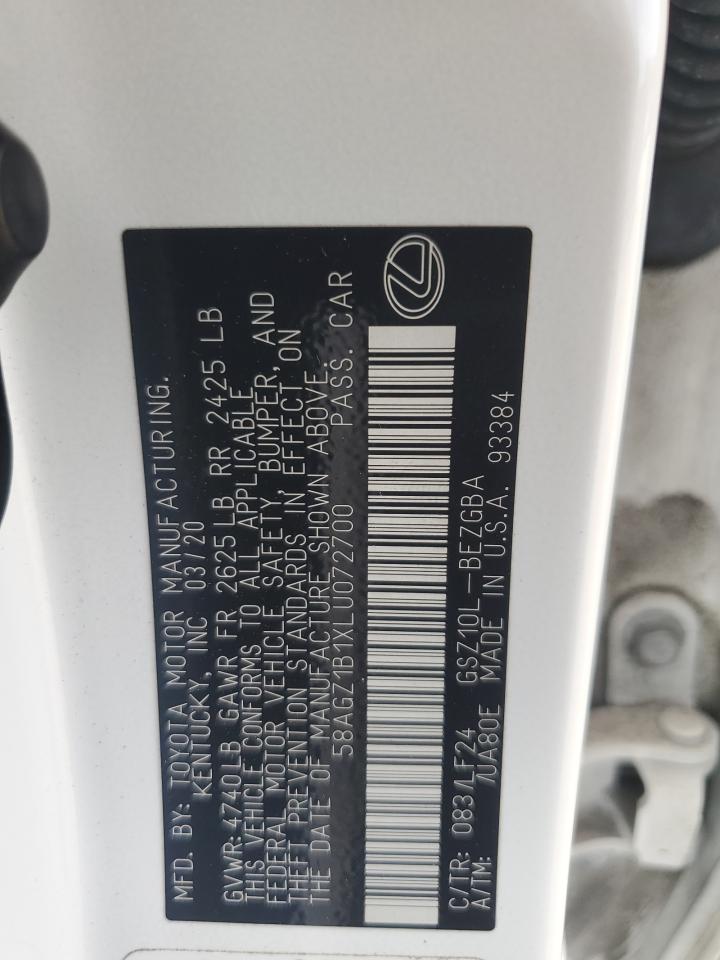 MFD. BY: TOYOTA MOTOR MANUFACTURING.
KENTUCKY, INC 03/20
GVWR: 4740 LB GAWR FR 2625 LB RR 2425 LB
THIS VEHICLE CONFORMS TO ALL APPLICABLE
FEDERAL MOTOR VEHICLE SAFETY, BUMPER, AND
THEFT PREVENTION STANDARDS IN EFFECT ON
THE DATE OF MANUFACTURE SHOWN ABOVE.
58AGZ1B1XLU072700 PASS. CAR
C/TR: 083/LF24 GSZ10L-BEZGBA
A/TM: /UA80E MADE IN U.S.A. 93384